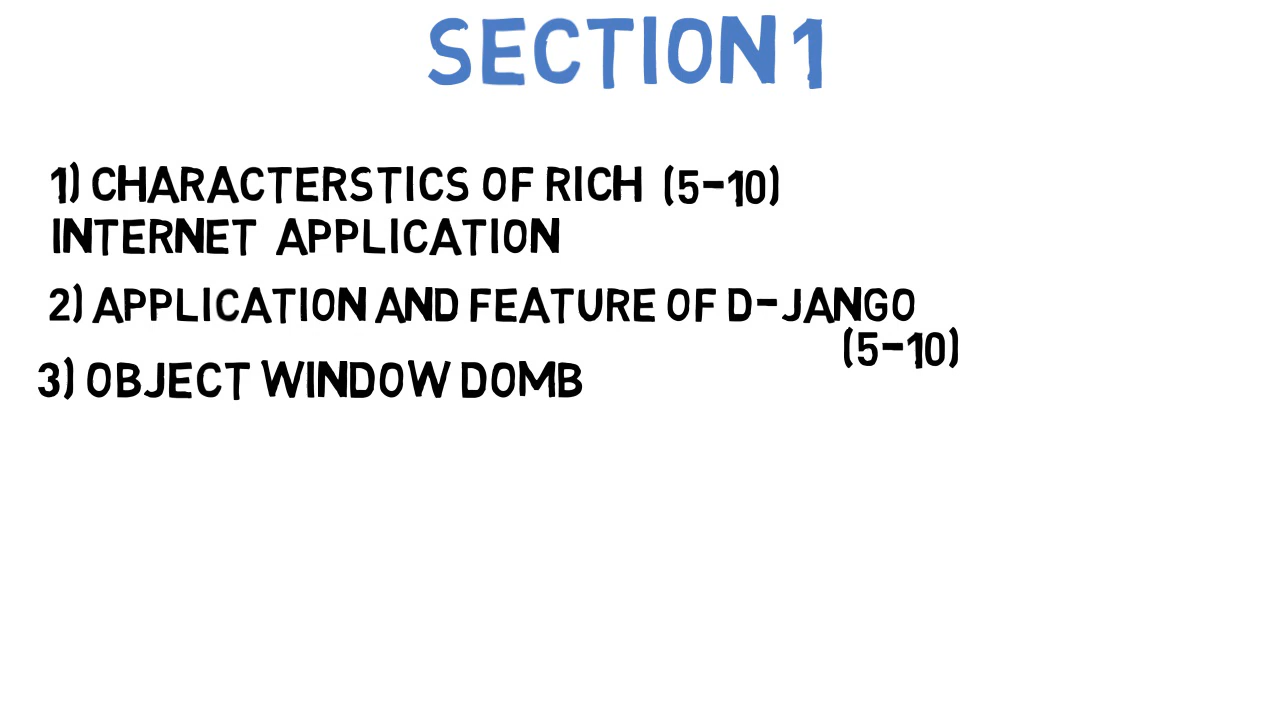 SECTION 1
1) CHARACTERSTICS OF RICH (5-10)
INTERNET APPLICATION
2) APPLICATION AND FEATURE OF D-JANGO
(5-10)
3) OBJECT WINDOW DOMB